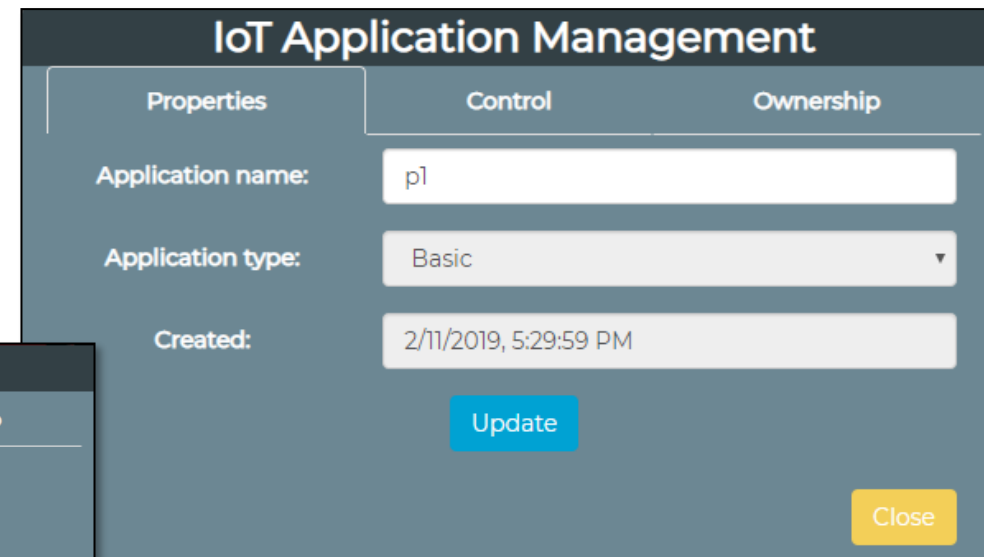 IoT Application Management
Properties Control Ownership
Application name: p1
Application type: Basic
Created: 2/11/2019, 5:29:59 PM
Update
Close